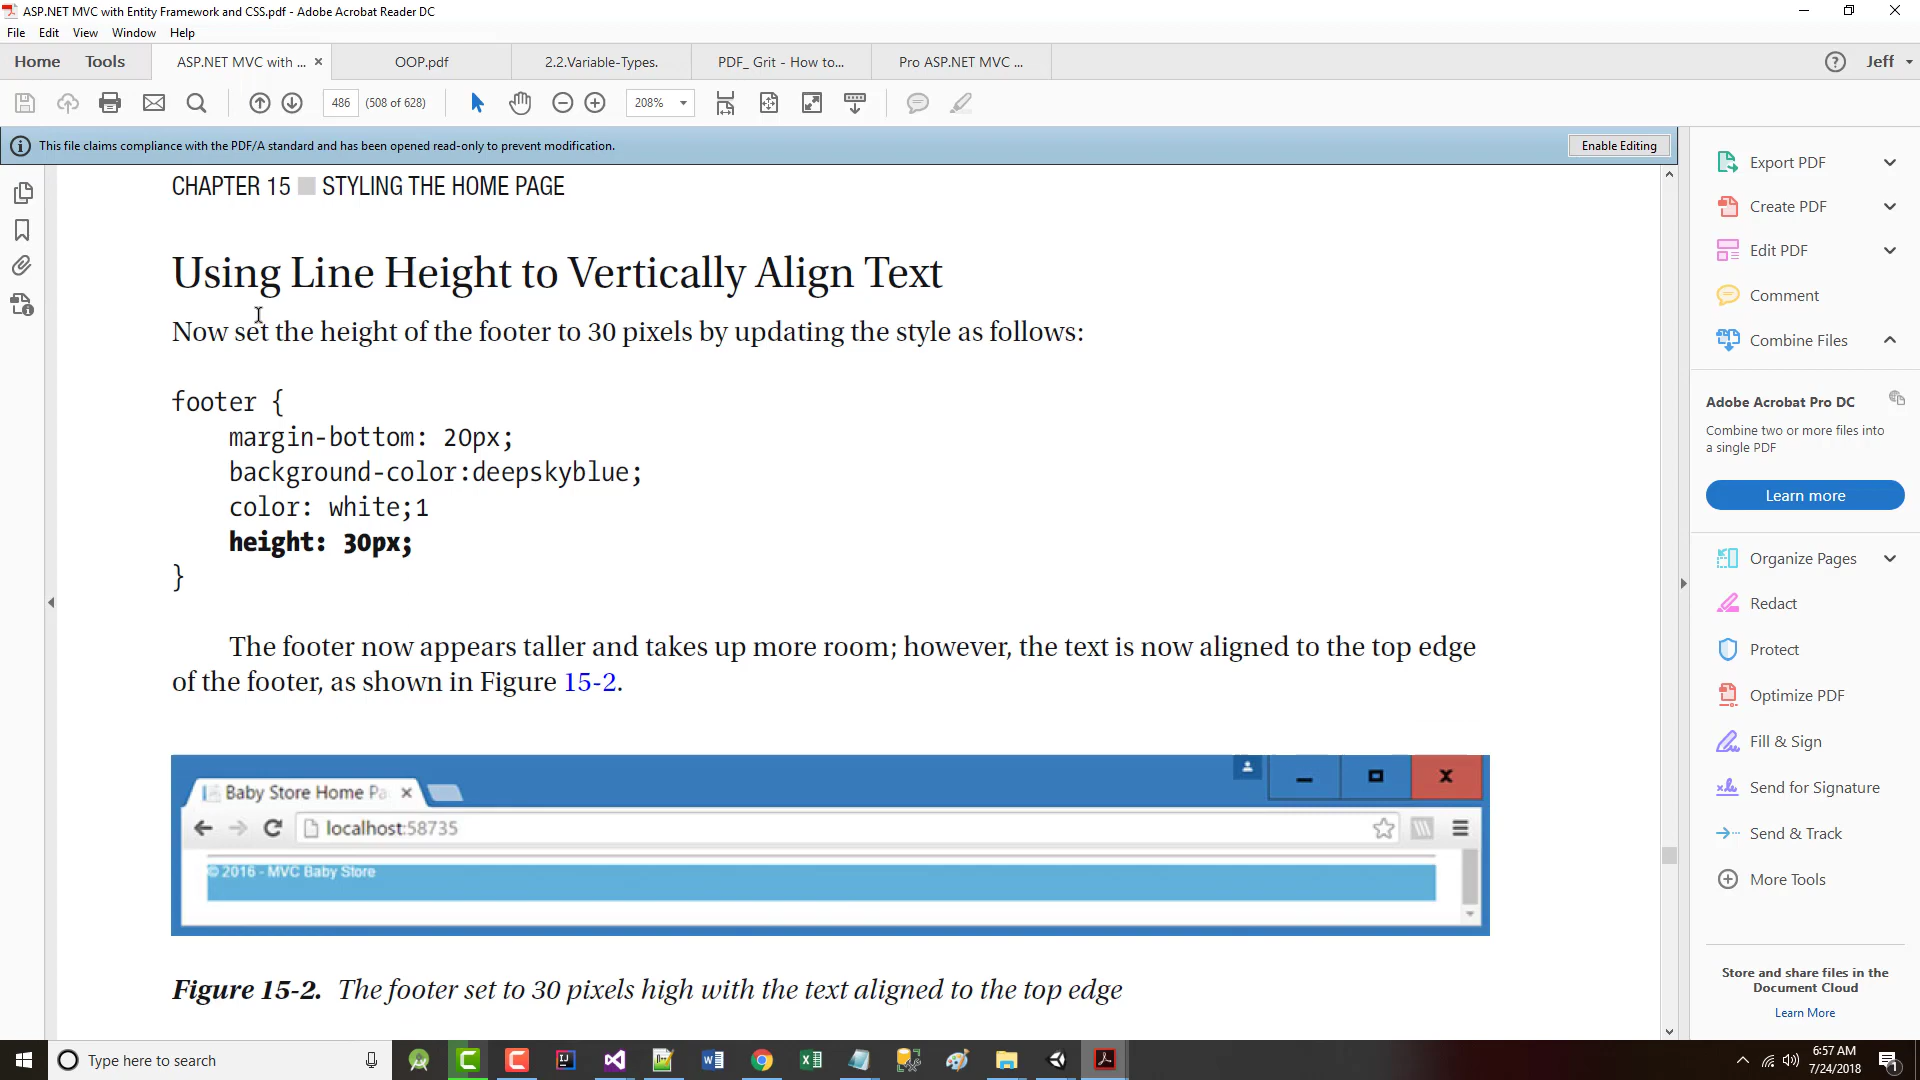 ASP.NET MVC with Entity Framework and CSS.pdf - Adobe Acrobat Reader DC
File Edit View Window Help
Home Tools ASP.NET MVC with ... × OOP.pdf 2.2.Variable-Types. PDF_ Grit - How to... Pro ASP.NET MVC ... Jeff
486 (508 of 628) 208%
This file claims compliance with the PDF/A standard and has been opened read-only to prevent modification. Enable Editing
CHAPTER 15 ■ STYLING THE HOME PAGE
Using Line Height to Vertically Align Text
Now set the height of the footer to 30 pixels by updating the style as follows:
footer {
margin-bottom: 20px;
background-color:deepskyblue;
color: white;1
height: 30px;
}
The footer now appears taller and takes up more room; however, the text is now aligned to the top edge
of the footer, as shown in Figure 15-2.
Baby Store Home Pa ×
localhost:58735
© 2016 - MVC Baby Store
Figure 15-2. The footer set to 30 pixels high with the text aligned to the top edge
Export PDF
Create PDF
Edit PDF
Comment
Combine Files
Adobe Acrobat Pro DC
Combine two or more files into
a single PDF
Learn more
Organize Pages
Redact
Protect
Optimize PDF
Fill & Sign
Send for Signature
Send & Track
More Tools
Store and share files in the
Document Cloud
Learn More
Type here to search
6:57 AM
7/24/2018
1